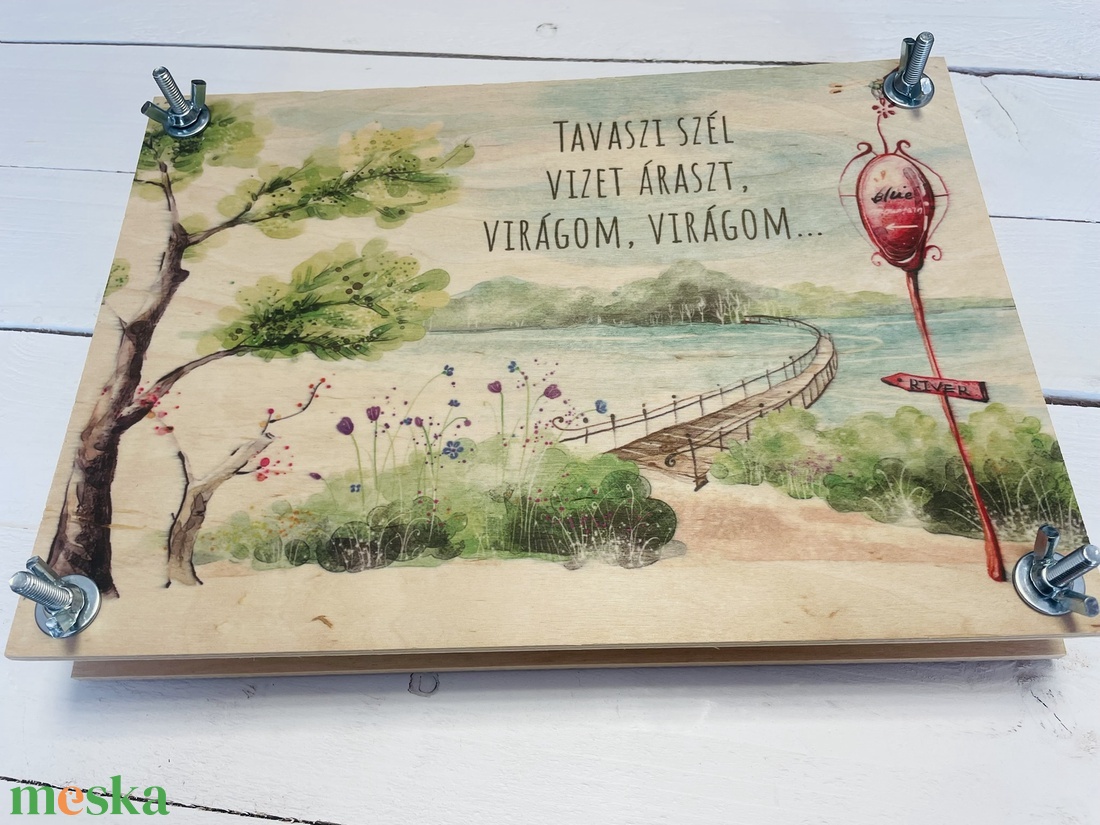 TAVASZI SZÉL
VIZET ÁRASZT,
VIRÁGOM, VIRÁGOM...
RIVER
meska